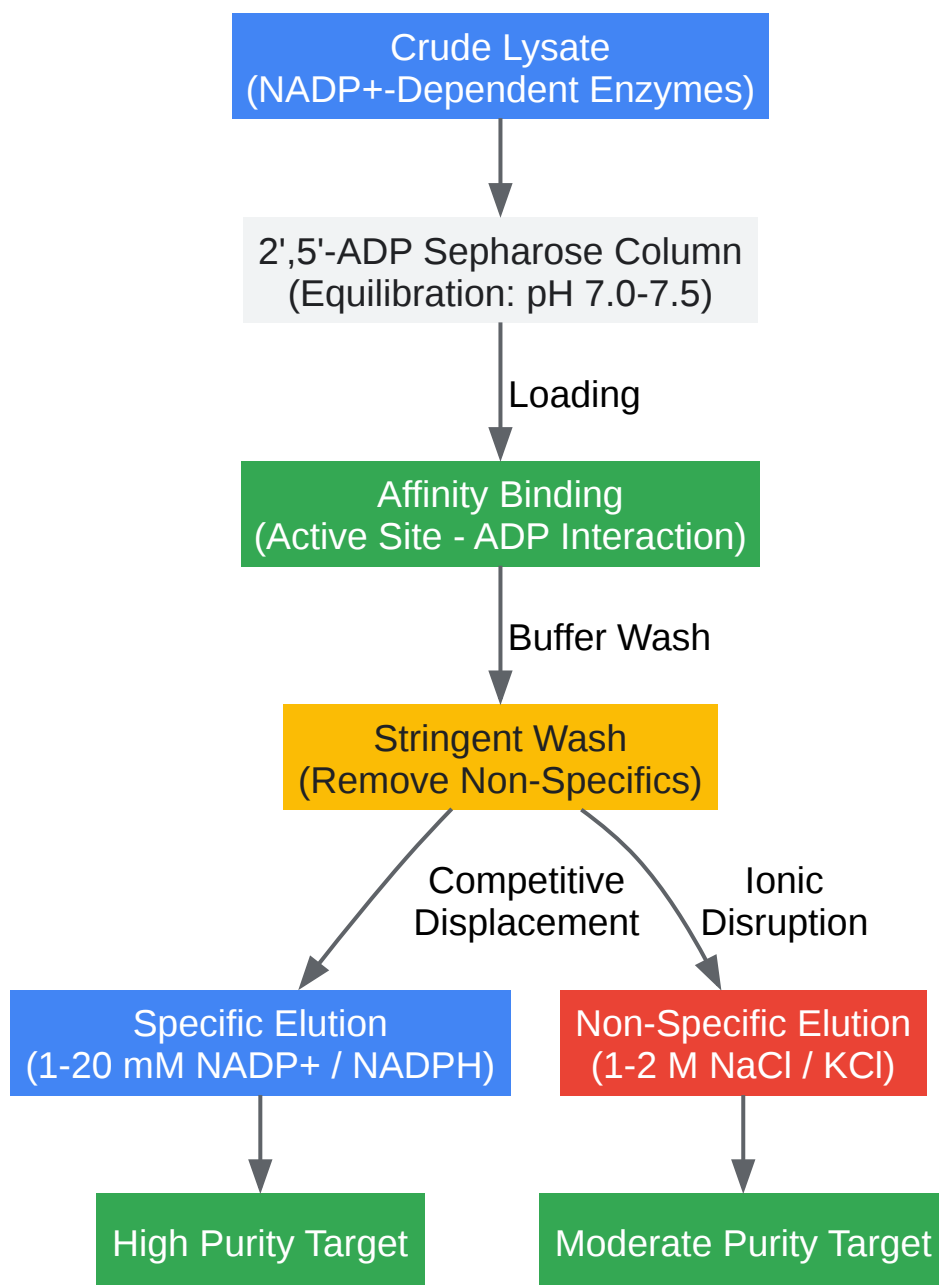 Crude Lysate
(NADP+-Dependent Enzymes)
2',5'-ADP Sepharose Column
(Equilibration: pH 7.0-7.5)
Loading
Affinity Binding
(Active Site - ADP Interaction)
Buffer Wash
Stringent Wash
(Remove Non-Specifics)
Competitive
Displacement
Ionic
Disruption
Specific Elution
(1-20 mM NADP+ / NADPH)
Non-Specific Elution
(1-2 M NaCl / KCl)
High Purity Target
Moderate Purity Target